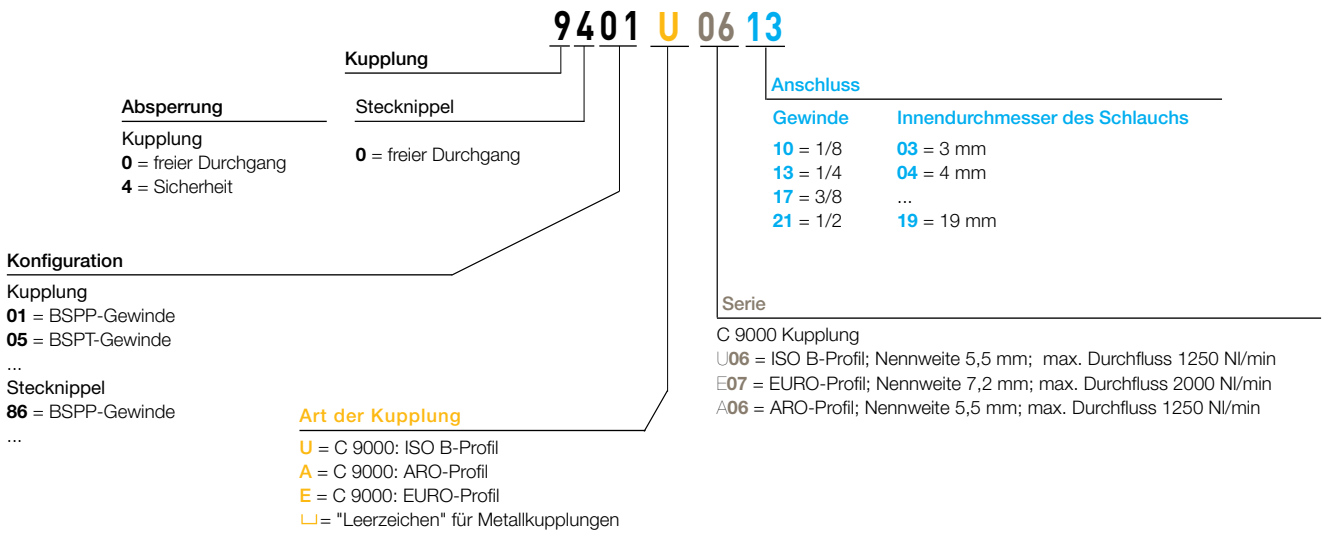 9401 U 06 13
Kupplung
Absperrung
Kupplung
0 = freier Durchgang
4 = Sicherheit
Stecknippel
0 = freier Durchgang
Anschluss
Gewinde Innendurchmesser des Schlauchs
10 = 1/8 03 = 3 mm
13 = 1/4 04 = 4 mm
17 = 3/8 ...
21 = 1/2 19 = 19 mm
Konfiguration
Kupplung
01 = BSPP-Gewinde
05 = BSPT-Gewinde
...
Stecknippel
86 = BSPP-Gewinde
...
Serie
C 9000 Kupplung
U06 = ISO B-Profil; Nennweite 5,5 mm; max. Durchfluss 1250 Nl/min
E07 = EURO-Profil; Nennweite 7,2 mm; max. Durchfluss 2000 Nl/min
A06 = ARO-Profil; Nennweite 5,5 mm; max. Durchfluss 1250 Nl/min
Art der Kupplung
U = C 9000: ISO B-Profil
A = C 9000: ARO-Profil
E = C 9000: EURO-Profil
⎵= "Leerzeichen" für Metallkupplungen